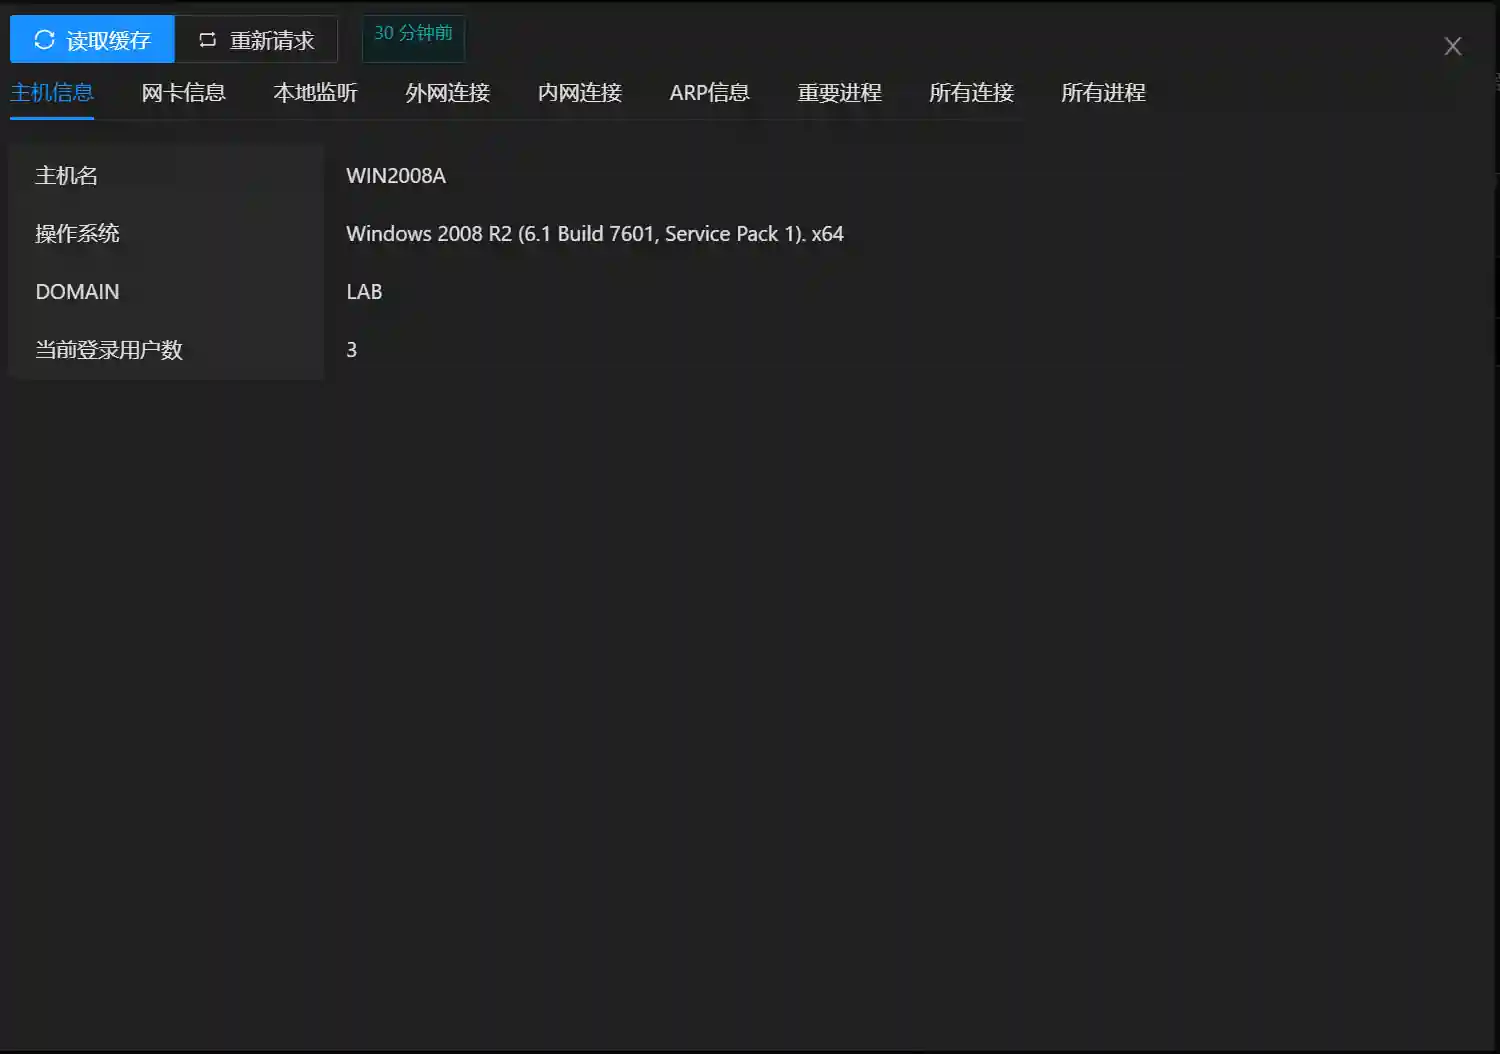 读取缓存 重新请求 30 分钟前
主机信息 网卡信息 本地监听 外网连接 内网连接 ARP信息 重要进程 所有连接 所有进程
主机名 WIN2008A
操作系统 Windows 2008 R2 (6.1 Build 7601, Service Pack 1). x64
DOMAIN LAB
当前登录用户数 3